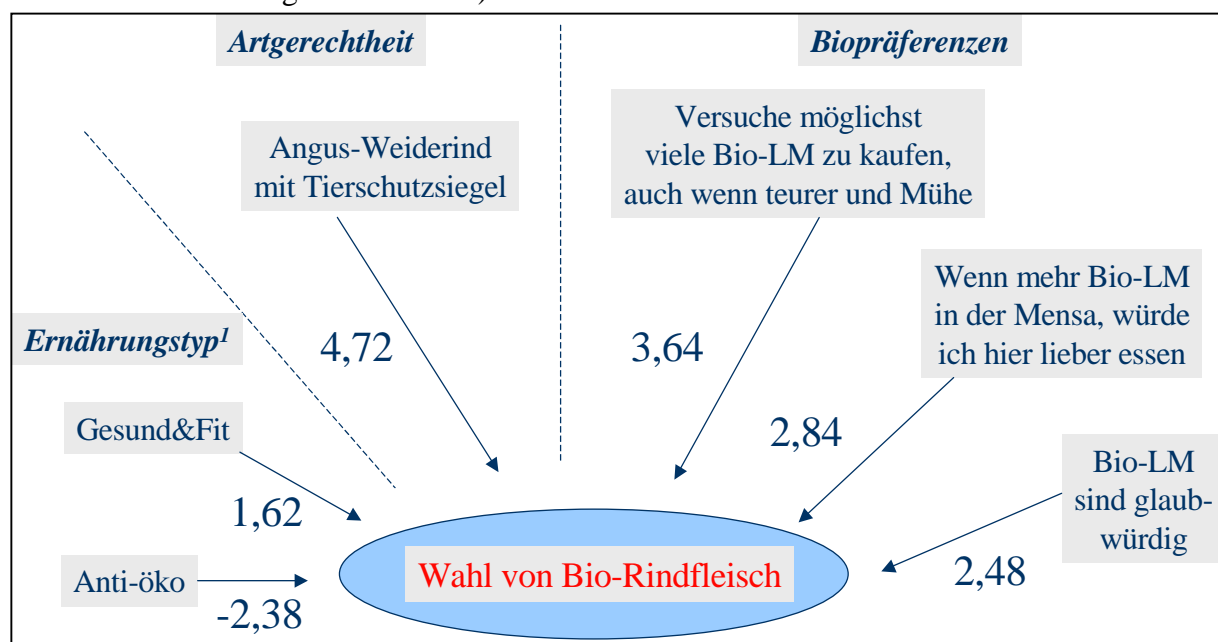 Artgerechtheit
Biopräferenzen
Angus-Weiderind
mit Tierschutzsiegel
Versuche möglichst
viele Bio-LM zu kaufen,
auch wenn teurer und Mühe
Wenn mehr Bio-LM
in der Mensa, würde
ich hier lieber essen
Ernährungstyp¹
4,72
3,64
Gesund&Fit
2,84
Bio-LM
sind glaub-
würdig
1,62
Anti-öko
-2,38
Wahl von Bio-Rindfleisch
2,48